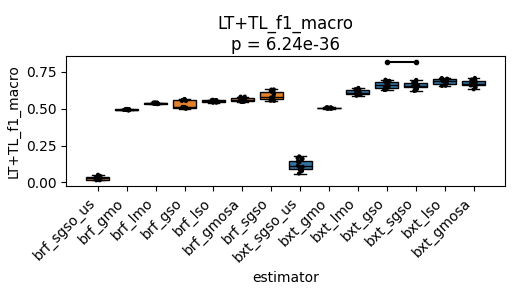 LT+TL_f1_macro
p = 6.24e-36
LT+TL_f1_macro
0.75
0.50
0.25
0.00
brf_sgso_us
brf_gmo
brf_lmo
brf_gso
brf_lso
brf_gmosa
brf_sgso
bxt_sgso_us
bxt_gmo
bxt_lmo
bxt_gso
bxt_sgso
bxt_lso
bxt_gmosa
estimator